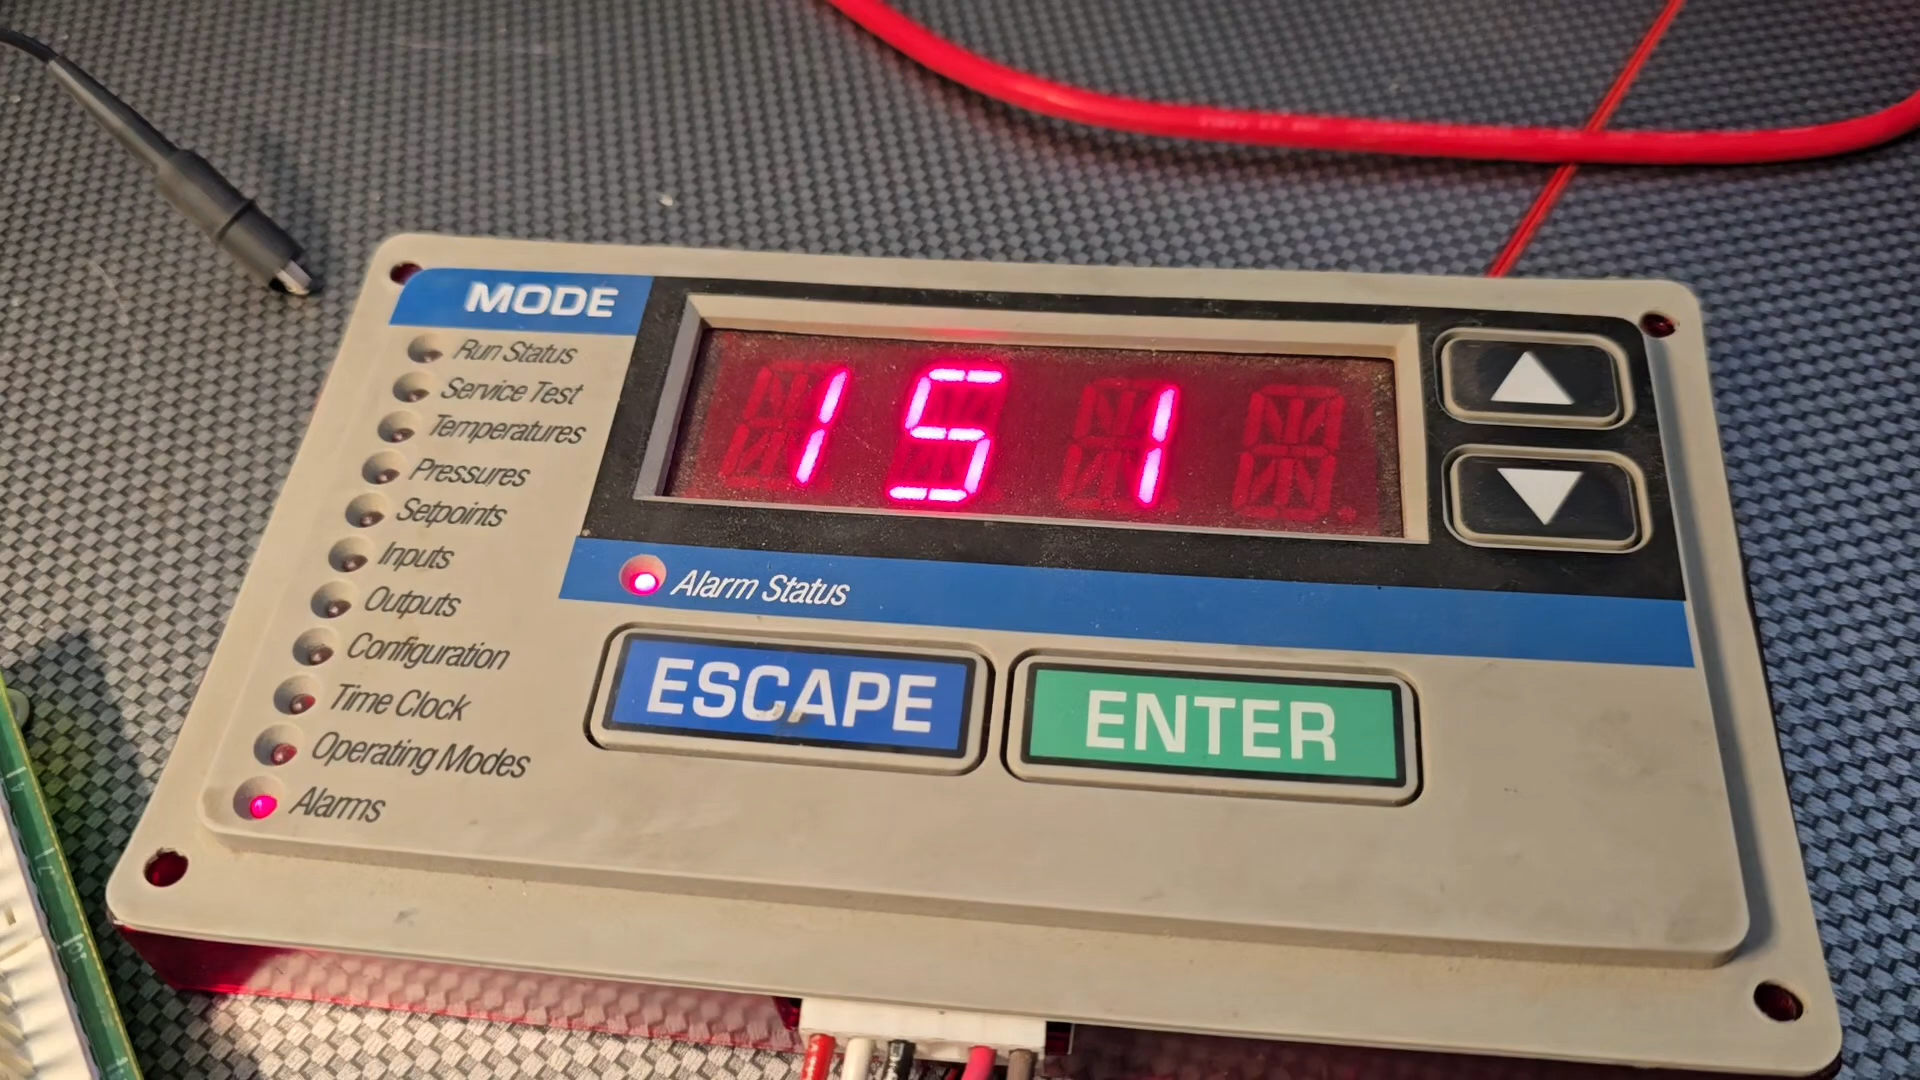 MODE
Run Status
Service Test
Temperatures
Pressures
Setpoints
Inputs
Outputs
Configuration
Time Clock
Operating Modes
Alarms
151
Alarm Status
ESCAPE
ENTER